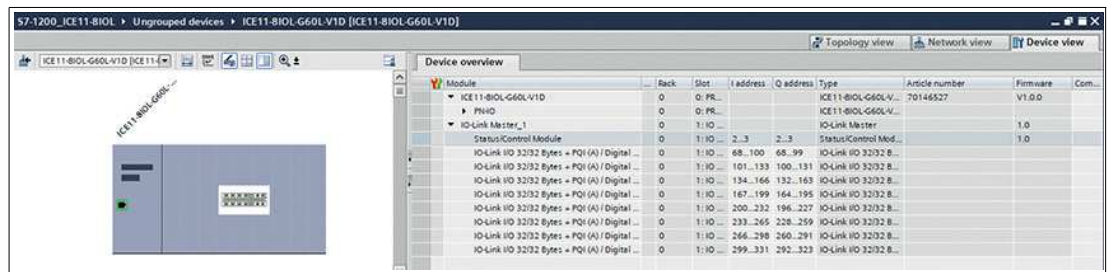 S7-1200_ICE11-8IOL ▸ Ungrouped devices ▸ ICE11-8IOL-G60L-V1D [ICE11-8IOL-G60L-V1D]
Topology view Network view Device view
ICE11-8IOL-G60L-V1D [ICE11-
Device overview
Module ... Rack Slot I address Q address Type Article number Firmware Com...
ICE11-8IOL-G60L-V1D 0 0: PR... ICE11-8IOL-G60L-V... 70146527 V1.0.0
PN-IO 0 0: PR... ICE11-8IOL-G60L-V...
IO-Link Master_1 0 1: IO ... IO-Link Master 1.0
Status/Control Module 0 1: IO ... 2...3 2...3 Status/Control Mod... 1.0
IO-Link I/O 32/32 Bytes + PQI (A) / Digital ... 0 1: IO ... 68...100 68...99 IO-Link I/O 32/32 B...
IO-Link I/O 32/32 Bytes + PQI (A) / Digital ... 0 1: IO ... 101...133 100...131 IO-Link I/O 32/32 B...
IO-Link I/O 32/32 Bytes + PQI (A) / Digital ... 0 1: IO ... 134...166 132...163 IO-Link I/O 32/32 B...
IO-Link I/O 32/32 Bytes + PQI (A) / Digital ... 0 1: IO ... 167...199 164...195 IO-Link I/O 32/32 B...
IO-Link I/O 32/32 Bytes + PQI (A) / Digital ... 0 1: IO ... 200...232 196...227 IO-Link I/O 32/32 B...
IO-Link I/O 32/32 Bytes + PQI (A) / Digital ... 0 1: IO ... 233...265 228...259 IO-Link I/O 32/32 B...
IO-Link I/O 32/32 Bytes + PQI (A) / Digital ... 0 1: IO ... 266...298 260...291 IO-Link I/O 32/32 B...
IO-Link I/O 32/32 Bytes + PQI (A) / Digital ... 0 1: IO ... 299...331 292...323 IO-Link I/O 32/32 B...
ICE11-8IOL-G60L-...